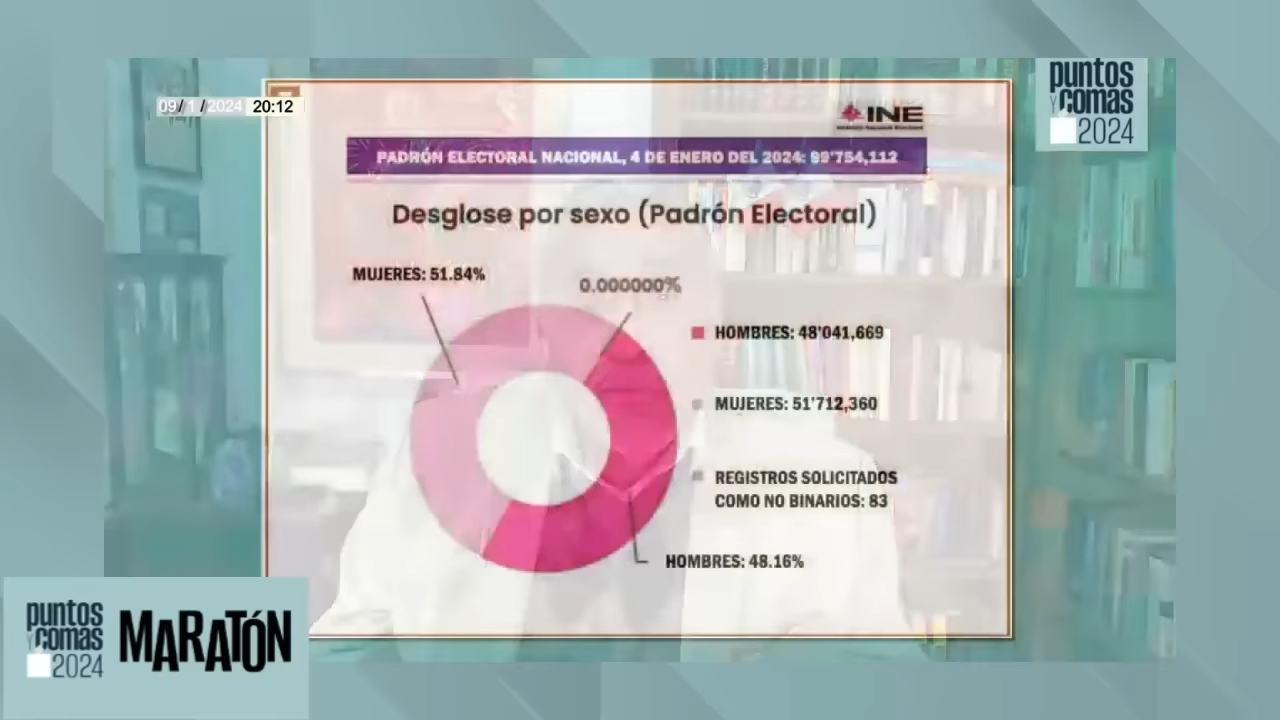 puntos
y comas
2024
09/ 1 /2024 20:12
INE
PADRÓN ELECTORAL NACIONAL, 4 DE ENERO DEL 2024: 99'754,112
Desglose por sexo (Padrón Electoral)
MUJERES: 51.84%
0.000000%
HOMBRES: 48'041,669
MUJERES: 51'712,360
REGISTROS SOLICITADOS
COMO NO BINARIOS: 83
HOMBRES: 48.16%
puntos
y comas
2024
MARATÓN